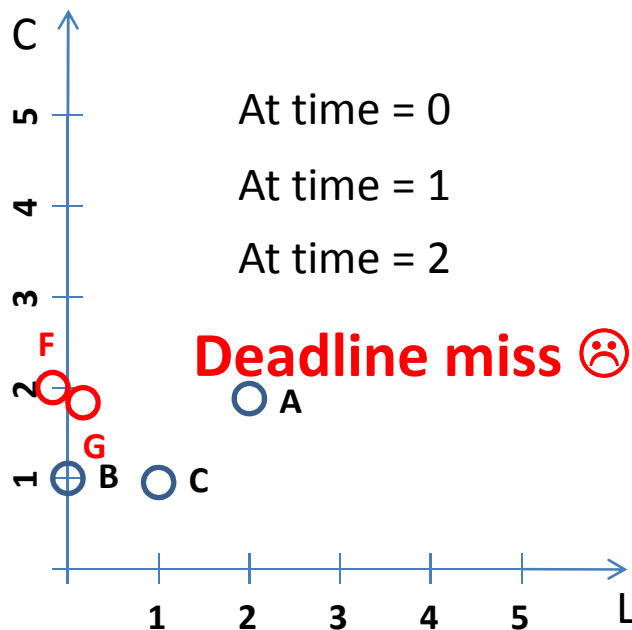 C
5
At time = 0
4
At time = 1
At time = 2
3
F
Deadline miss ☹
2
A
G
1
B
C
1
2
3
4
5
L